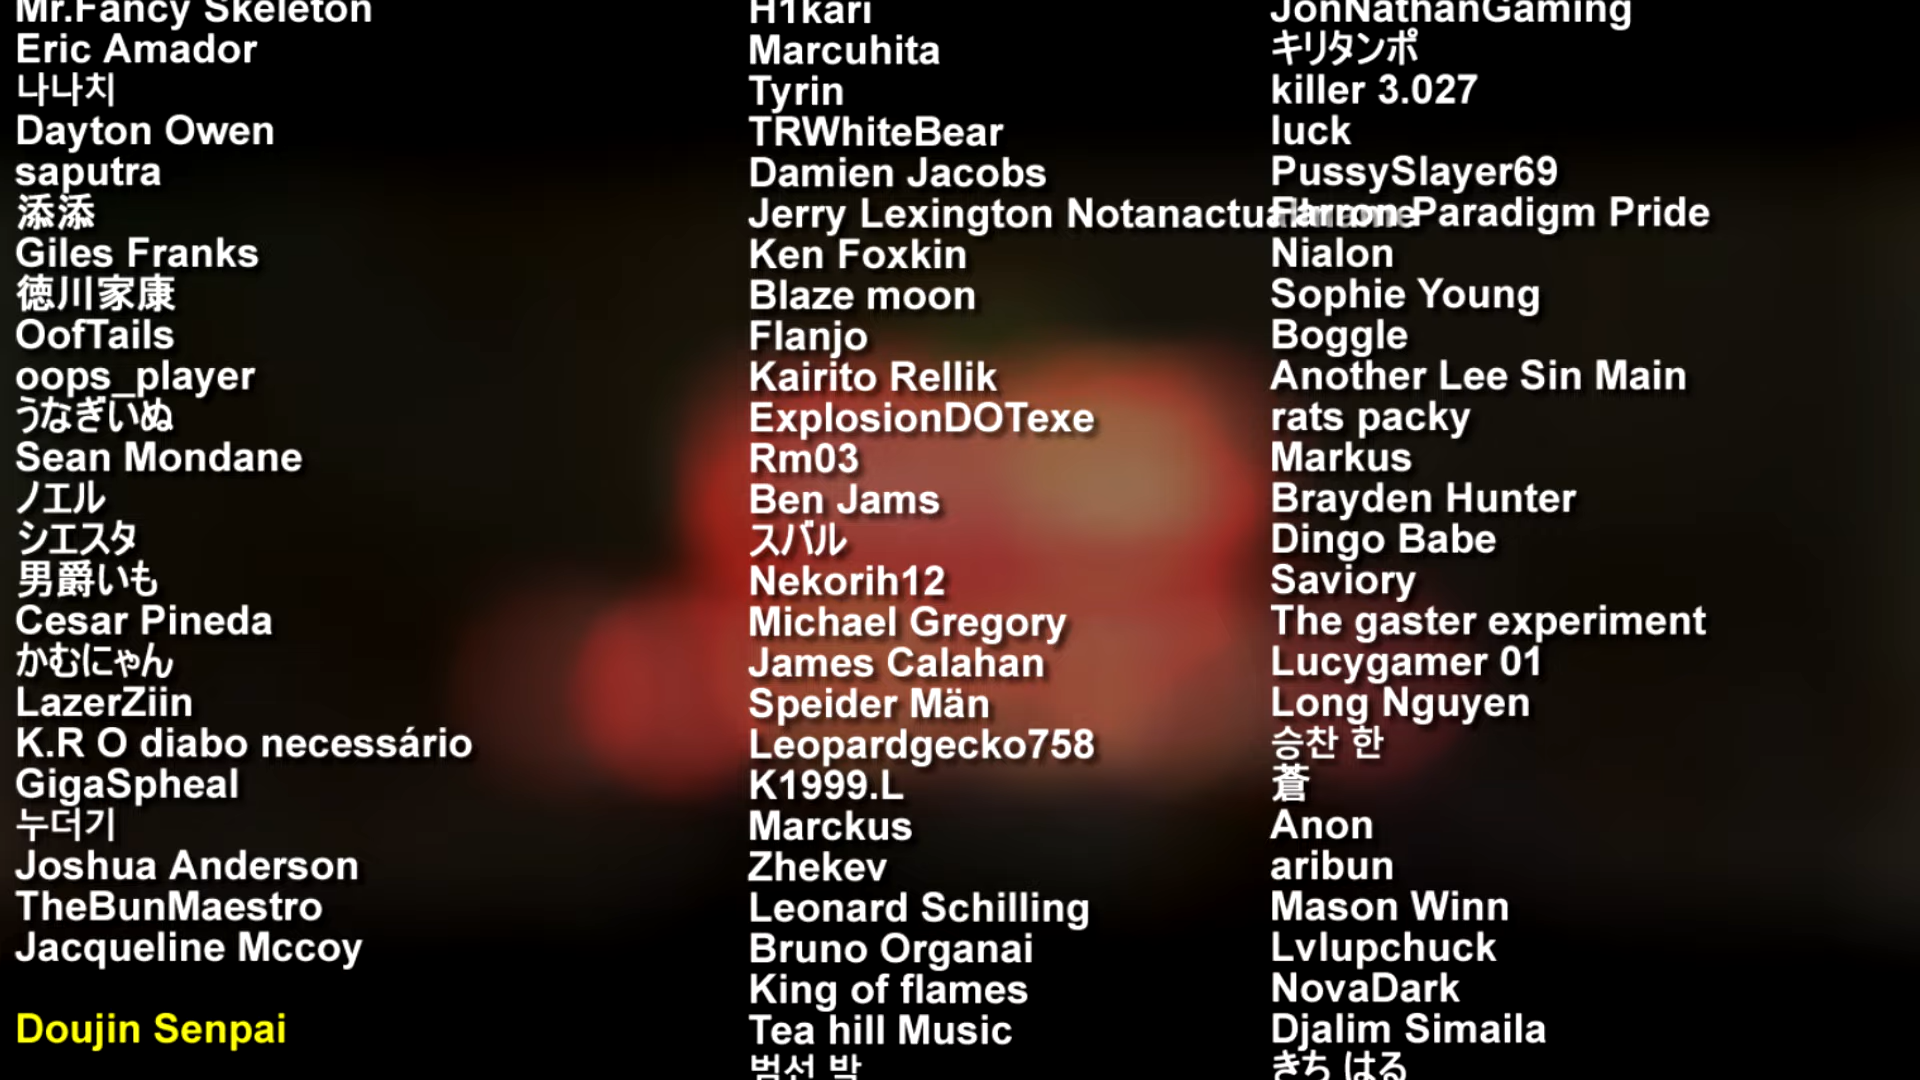 Mr.Fancy Skeleton
Eric Amador
나나치
Dayton Owen
saputra
添添
Giles Franks
徳川家康
OofTails
oops_player
うなぎいぬ
Sean Mondane
ノエル
シエスタ
男爵いも
Cesar Pineda
かむにゃん
LazerZiin
K.R O diabo necessário
GigaSpheal
누더기
Joshua Anderson
TheBunMaestro
Jacqueline Mccoy
Doujin Senpai
H1kari
Marcuhita
Tyrin
TRWhiteBear
Damien Jacobs
Jerry Lexington
Ken Foxkin
Blaze moon
Flanjo
Kairito Rellik
ExplosionDOTexe
Rm03
Ben Jams
スバル
Nekorih12
Michael Gregory
James Calahan
Speider Män
Leopardgecko758
K1999.L
Marckus
Zhekev
Leonard Schilling
Bruno Organai
King of flames
Tea hill Music
범선 박
JonNathanGaming
キリタンポ
killer 3.027
luck
PussySlayer69
Paradigm Pride
Nialon
Sophie Young
Boggle
Another Lee Sin Main
rats packy
Markus
Brayden Hunter
Dingo Babe
Saviory
The gaster experiment
Lucygamer 01
Long Nguyen
승찬 한
蒼
Anon
aribun
Mason Winn
Lvlupchuck
NovaDark
Djalim Simaila
きち はる